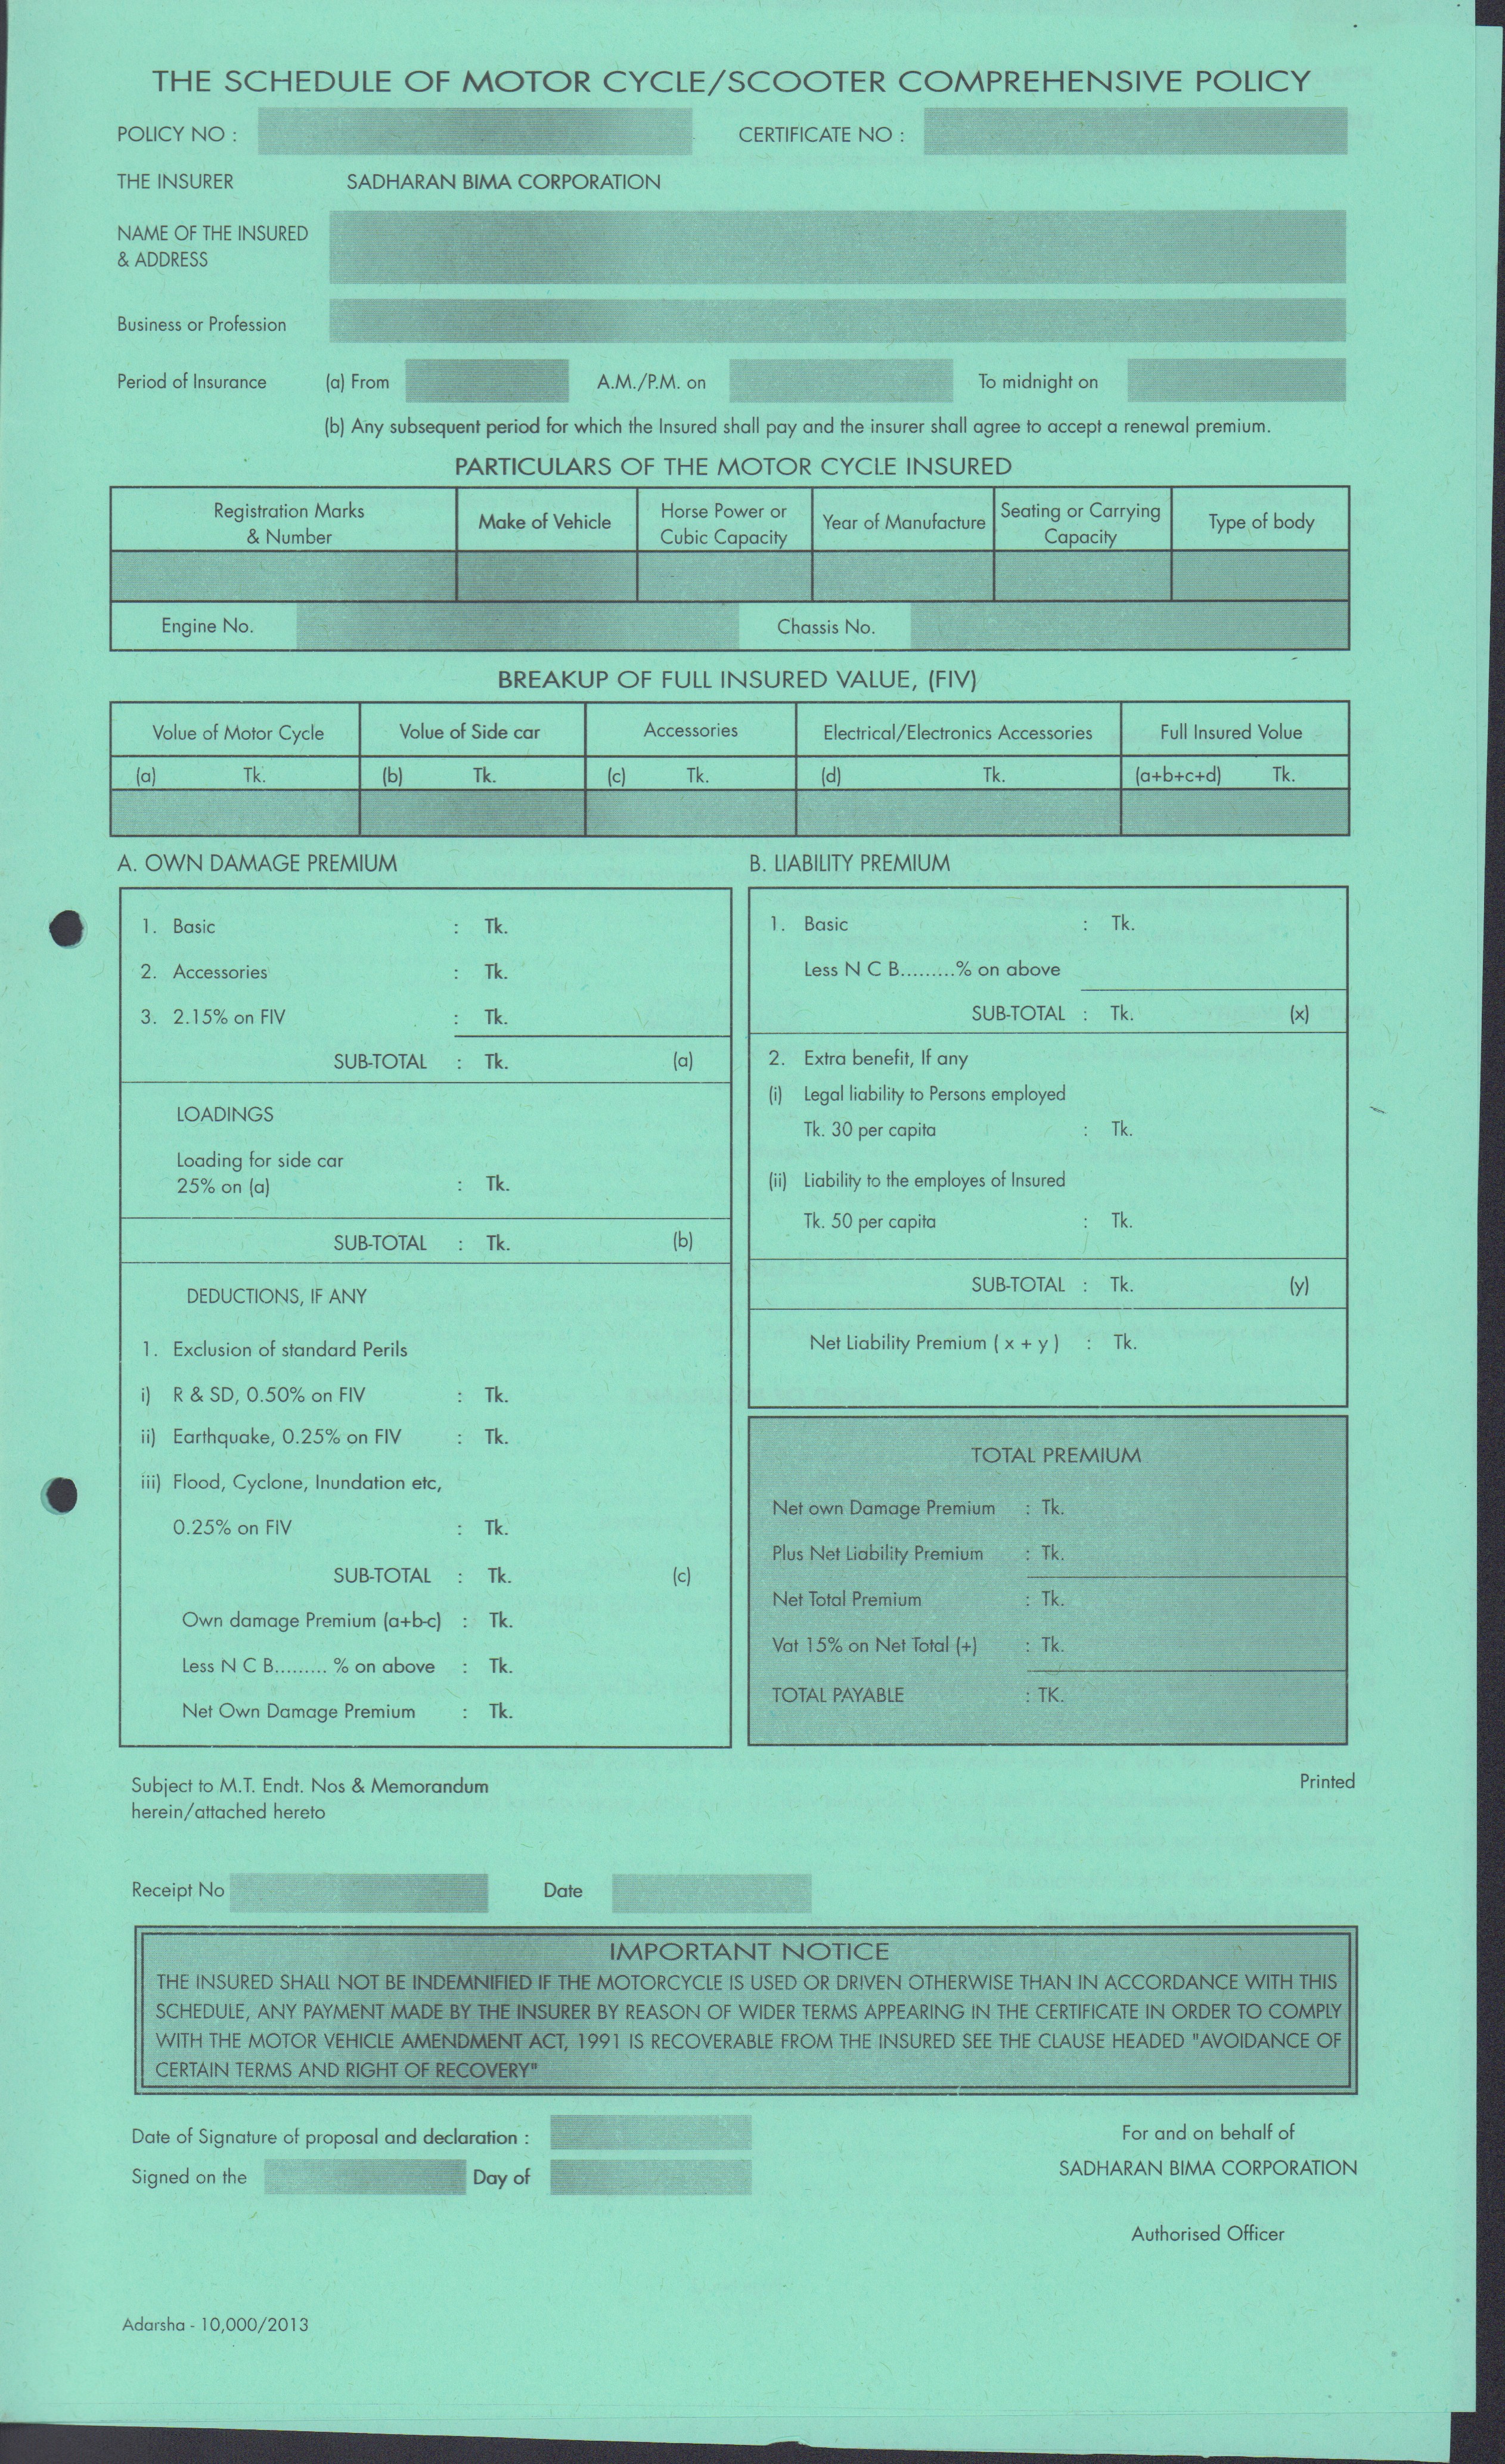 THE SCHEDULE OF MOTOR CYCLE/SCOOTER COMPREHENSIVE POLICY
POLICY NO : CERTIFICATE NO :
THE INSURER SADHARAN BIMA CORPORATION
NAME OF THE INSURED
& ADDRESS
Business or Profession
Period of Insurance (a) From A.M./P.M. on To midnight on
(b) Any subsequent period for which the Insured shall pay and the insurer shall agree to accept a renewal premium.
PARTICULARS OF THE MOTOR CYCLE INSURED
Registration Marks
& Number
Make of Vehicle
Horse Power or
Cubic Capacity
Year of Manufacture
Seating or Carrying
Capacity
Type of body
Engine No. Chassis No.
BREAKUP OF FULL INSURED VALUE, (FIV)
Value of Motor Cycle Value of Side car Accessories Electrical/Electronics Accessories Full Insured Value
(a) Tk. (b) Tk. (c) Tk. (d) Tk. (a+b+c+d) Tk.
A. OWN DAMAGE PREMIUM
1. Basic : Tk.
2. Accessories : Tk.
3. 2.15% on FIV : Tk.
SUB-TOTAL : Tk. (a)
LOADINGS
Loading for side car
25% on (a) : Tk.
SUB-TOTAL : Tk. (b)
DEDUCTIONS, IF ANY
1. Exclusion of standard Perils
i) R & SD, 0.50% on FIV : Tk.
ii) Earthquake, 0.25% on FIV : Tk.
iii) Flood, Cyclone, Inundation etc,
0.25% on FIV : Tk.
SUB-TOTAL : Tk. (c)
Own damage Premium (a+b-c) : Tk.
Less N C B......... % on above : Tk.
Net Own Damage Premium : Tk.
B. LIABILITY PREMIUM
1. Basic : Tk.
Less N C B.........% on above
SUB-TOTAL : Tk. (x)
2. Extra benefit, If any
(i) Legal liability to Persons employed
Tk. 30 per capita : Tk.
(ii) Liability to the employes of Insured
Tk. 50 per capita : Tk.
SUB-TOTAL : Tk. (y)
Net Liability Premium ( x + y ) : Tk.
TOTAL PREMIUM
Net own Damage Premium : Tk.
Plus Net Liability Premium : Tk.
Net Total Premium : Tk.
Vat 15% on Net Total (+) : Tk.
TOTAL PAYABLE : TK.
Subject to M.T. Endt. Nos & Memorandum
herein/attached hereto
Printed
Receipt No Date
IMPORTANT NOTICE
THE INSURED SHALL NOT BE INDEMNIFIED IF THE MOTORCYCLE IS USED OR DRIVEN OTHERWISE THAN IN ACCORDANCE WITH THIS
SCHEDULE, ANY PAYMENT MADE BY THE INSURER BY REASON OF WIDER TERMS APPEARING IN THE CERTIFICATE IN ORDER TO COMPLY
WITH THE MOTOR VEHICLE AMENDMENT ACT, 1991 IS RECOVERABLE FROM THE INSURED SEE THE CLAUSE HEADED "AVOIDANCE OF
CERTAIN TERMS AND RIGHT OF RECOVERY"
Date of Signature of proposal and declaration :
Signed on the Day of
For and on behalf of
SADHARAN BIMA CORPORATION
Authorised Officer
Adarsha - 10,000/2013